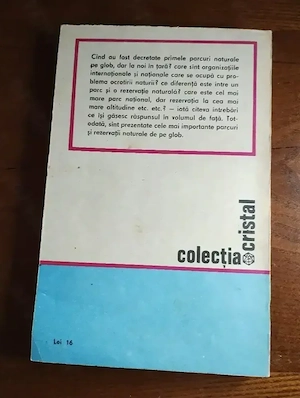 Cînd au fost decretate primele parcuri naturale
pe glob, dar la noi în țară? care sînt organizațiile
internaționale și naționale care se ocupă cu pro-
blema ocrotirii naturii? ce diferență este între un
parc și o rezervație naturală? care este cel mai
mare parc național, dar rezervația la cea mai
mare altitudine etc. etc.? — iată cîteva întrebări
ce își găsesc răspunsul în volumul de față. Tot-
odată, sînt prezentate cele mai importante parcuri
și rezervații naturale de pe glob.
colecția
cristal
Lei 16